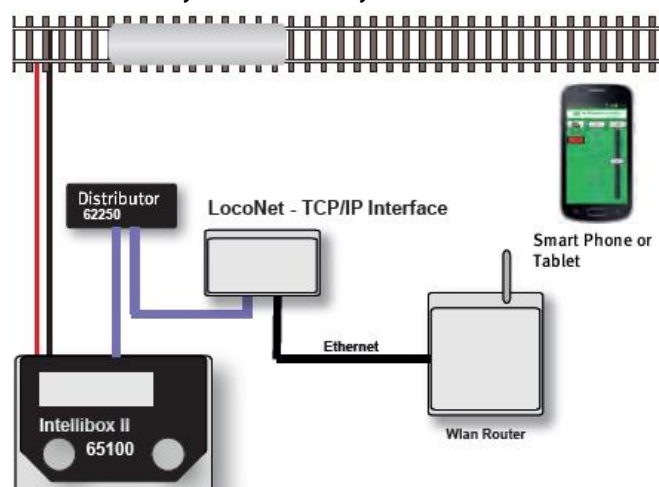 Distributor
62250
LocoNet - TCP/IP Interface
Smart Phone or
Tablet
Ethernet
Intellibox II
65100
Wlan Router